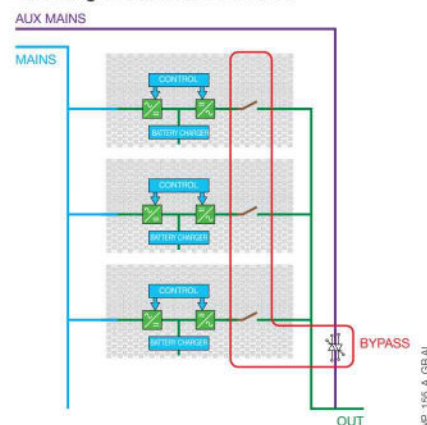 AUX MAINS
MAINS
CONTROL
BATTERY CHARGER
CONTROL
BATTERY CHARGER
CONTROL
BATTERY CHARGER
BYPASS
OUT